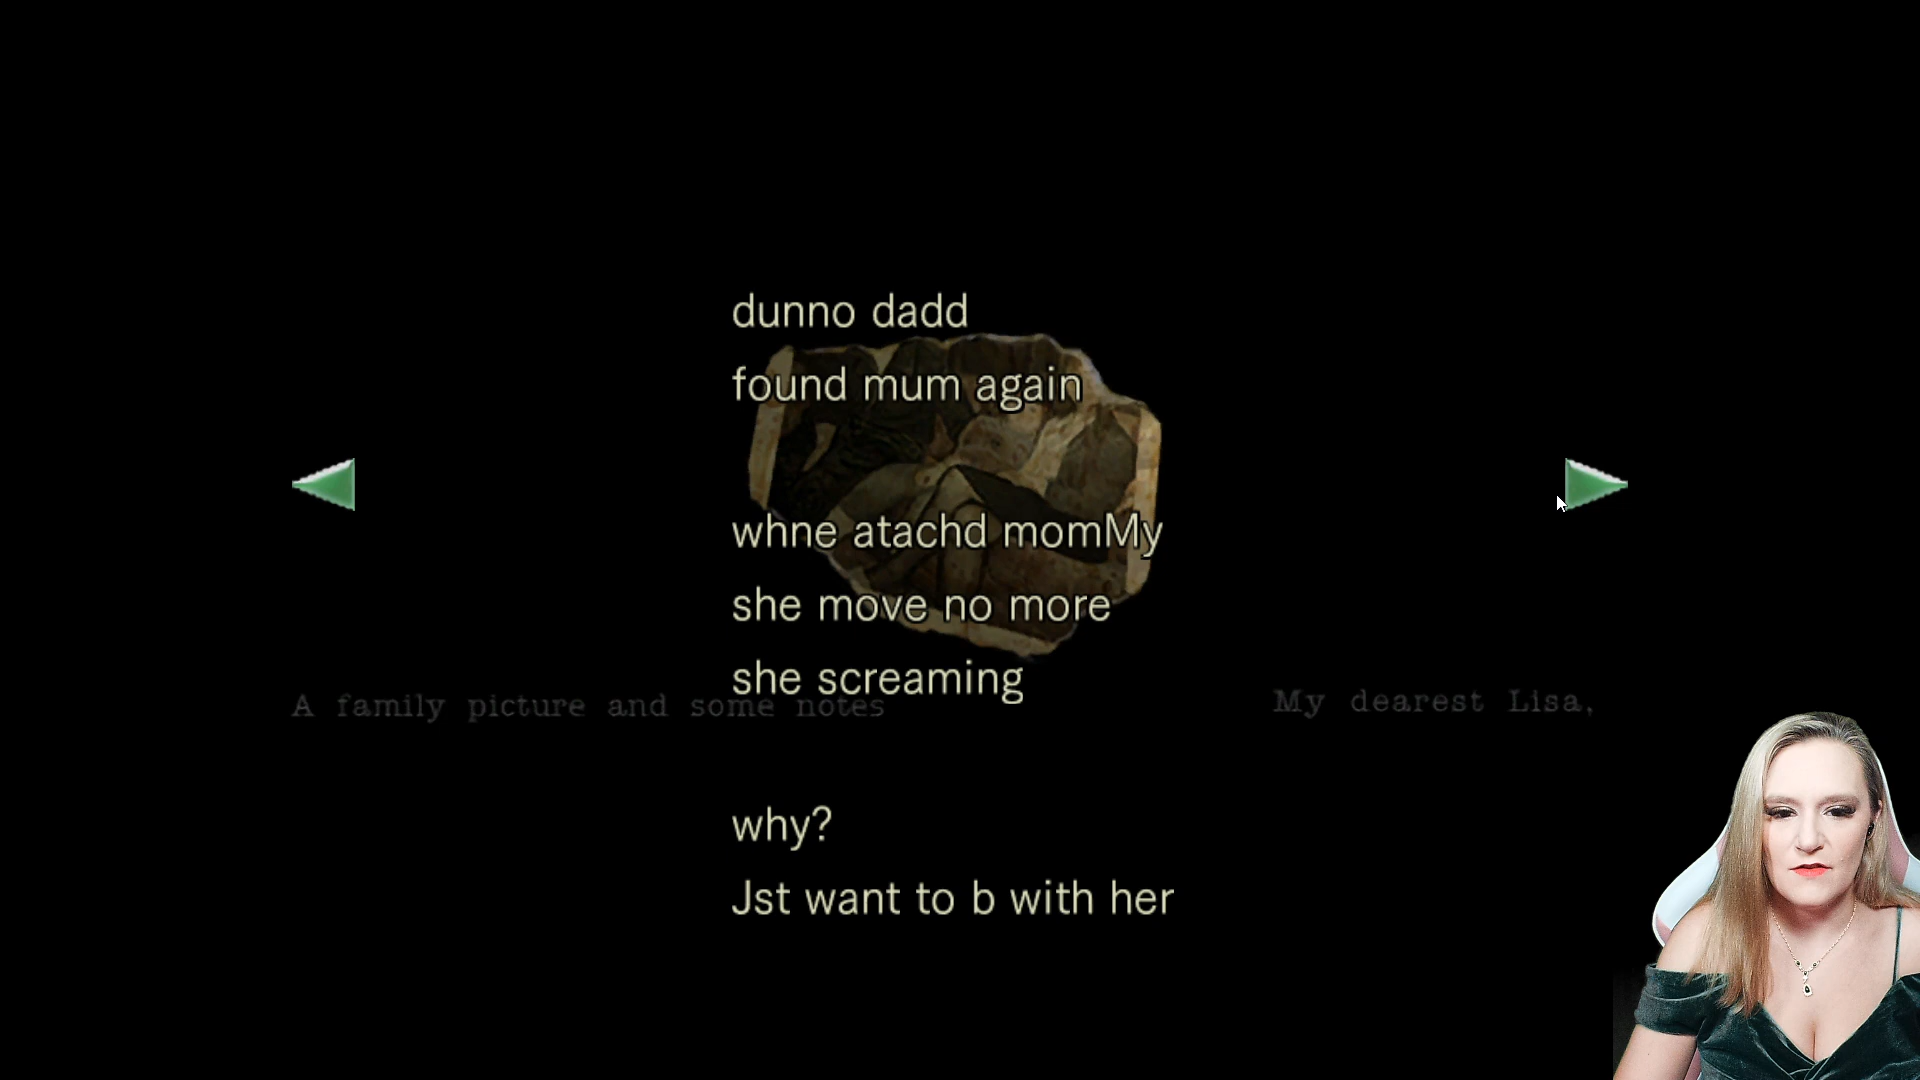 dunno dadd
found mum again
whne atachd momMy
she move no more
she screaming
A family picture and some notes
My dearest Lisa,
why?
Jst want to b with her